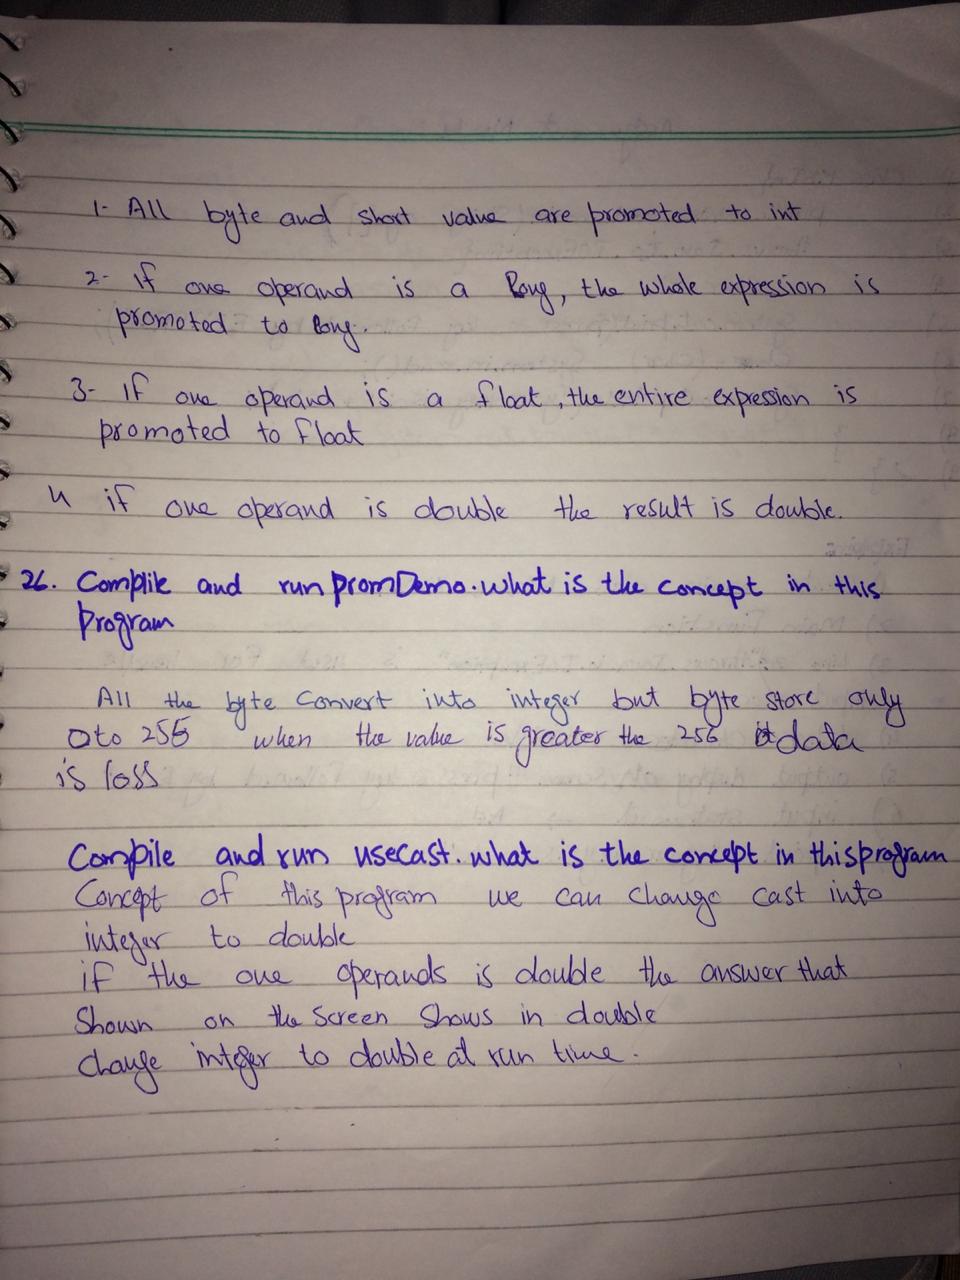 1- All byte and short value are promoted to int
2- if one operand is a long, the whole expression is
promoted to long.
3- if one operand is a float, the entire expression is
promoted to float
4 if one operand is double the result is double.
26. Complie and run promDemo. what is the concept in this
program
All the byte convert into integer but byte store only
0 to 255 when the value is greater the 256 data
is loss
Compile and run usecast. what is the concept in this program
Concept of this program we can change cast into
integer to double
if the one operands is double the answer that
Shown on the Screen Shows in double
change integer to double at run time.